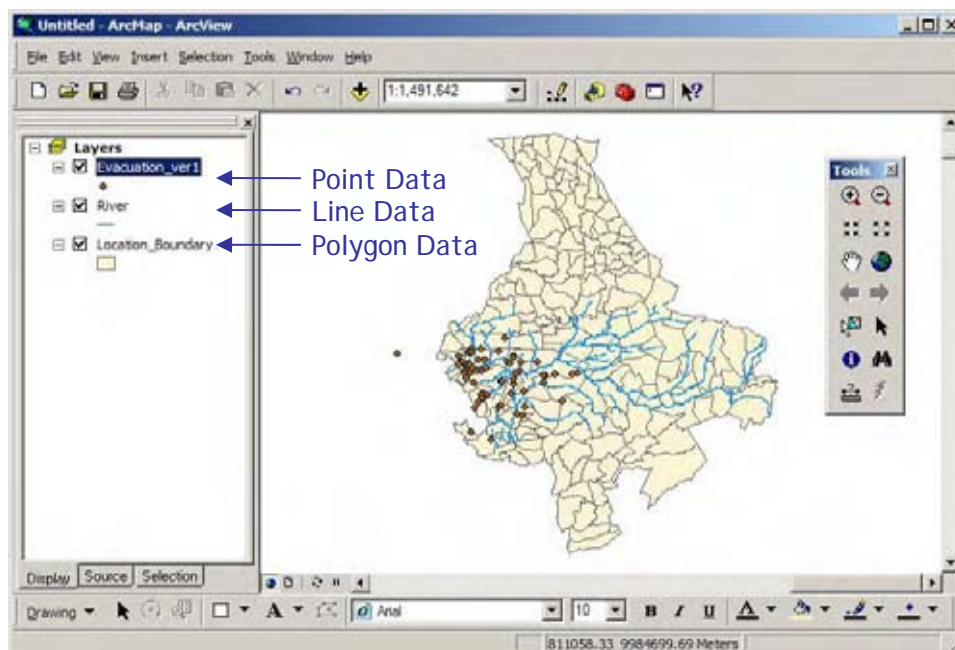 Untitled - ArcMap - ArcView
File Edit View Insert Selection Tools Window Help
1:1,491,642
Layers
Evacuation_ver1
River
Location_Boundary
Point Data
Line Data
Polygon Data
Tools
Display Source Selection
Drawing A Arial 10 B I U A
811058.33 9984699.69 Meters